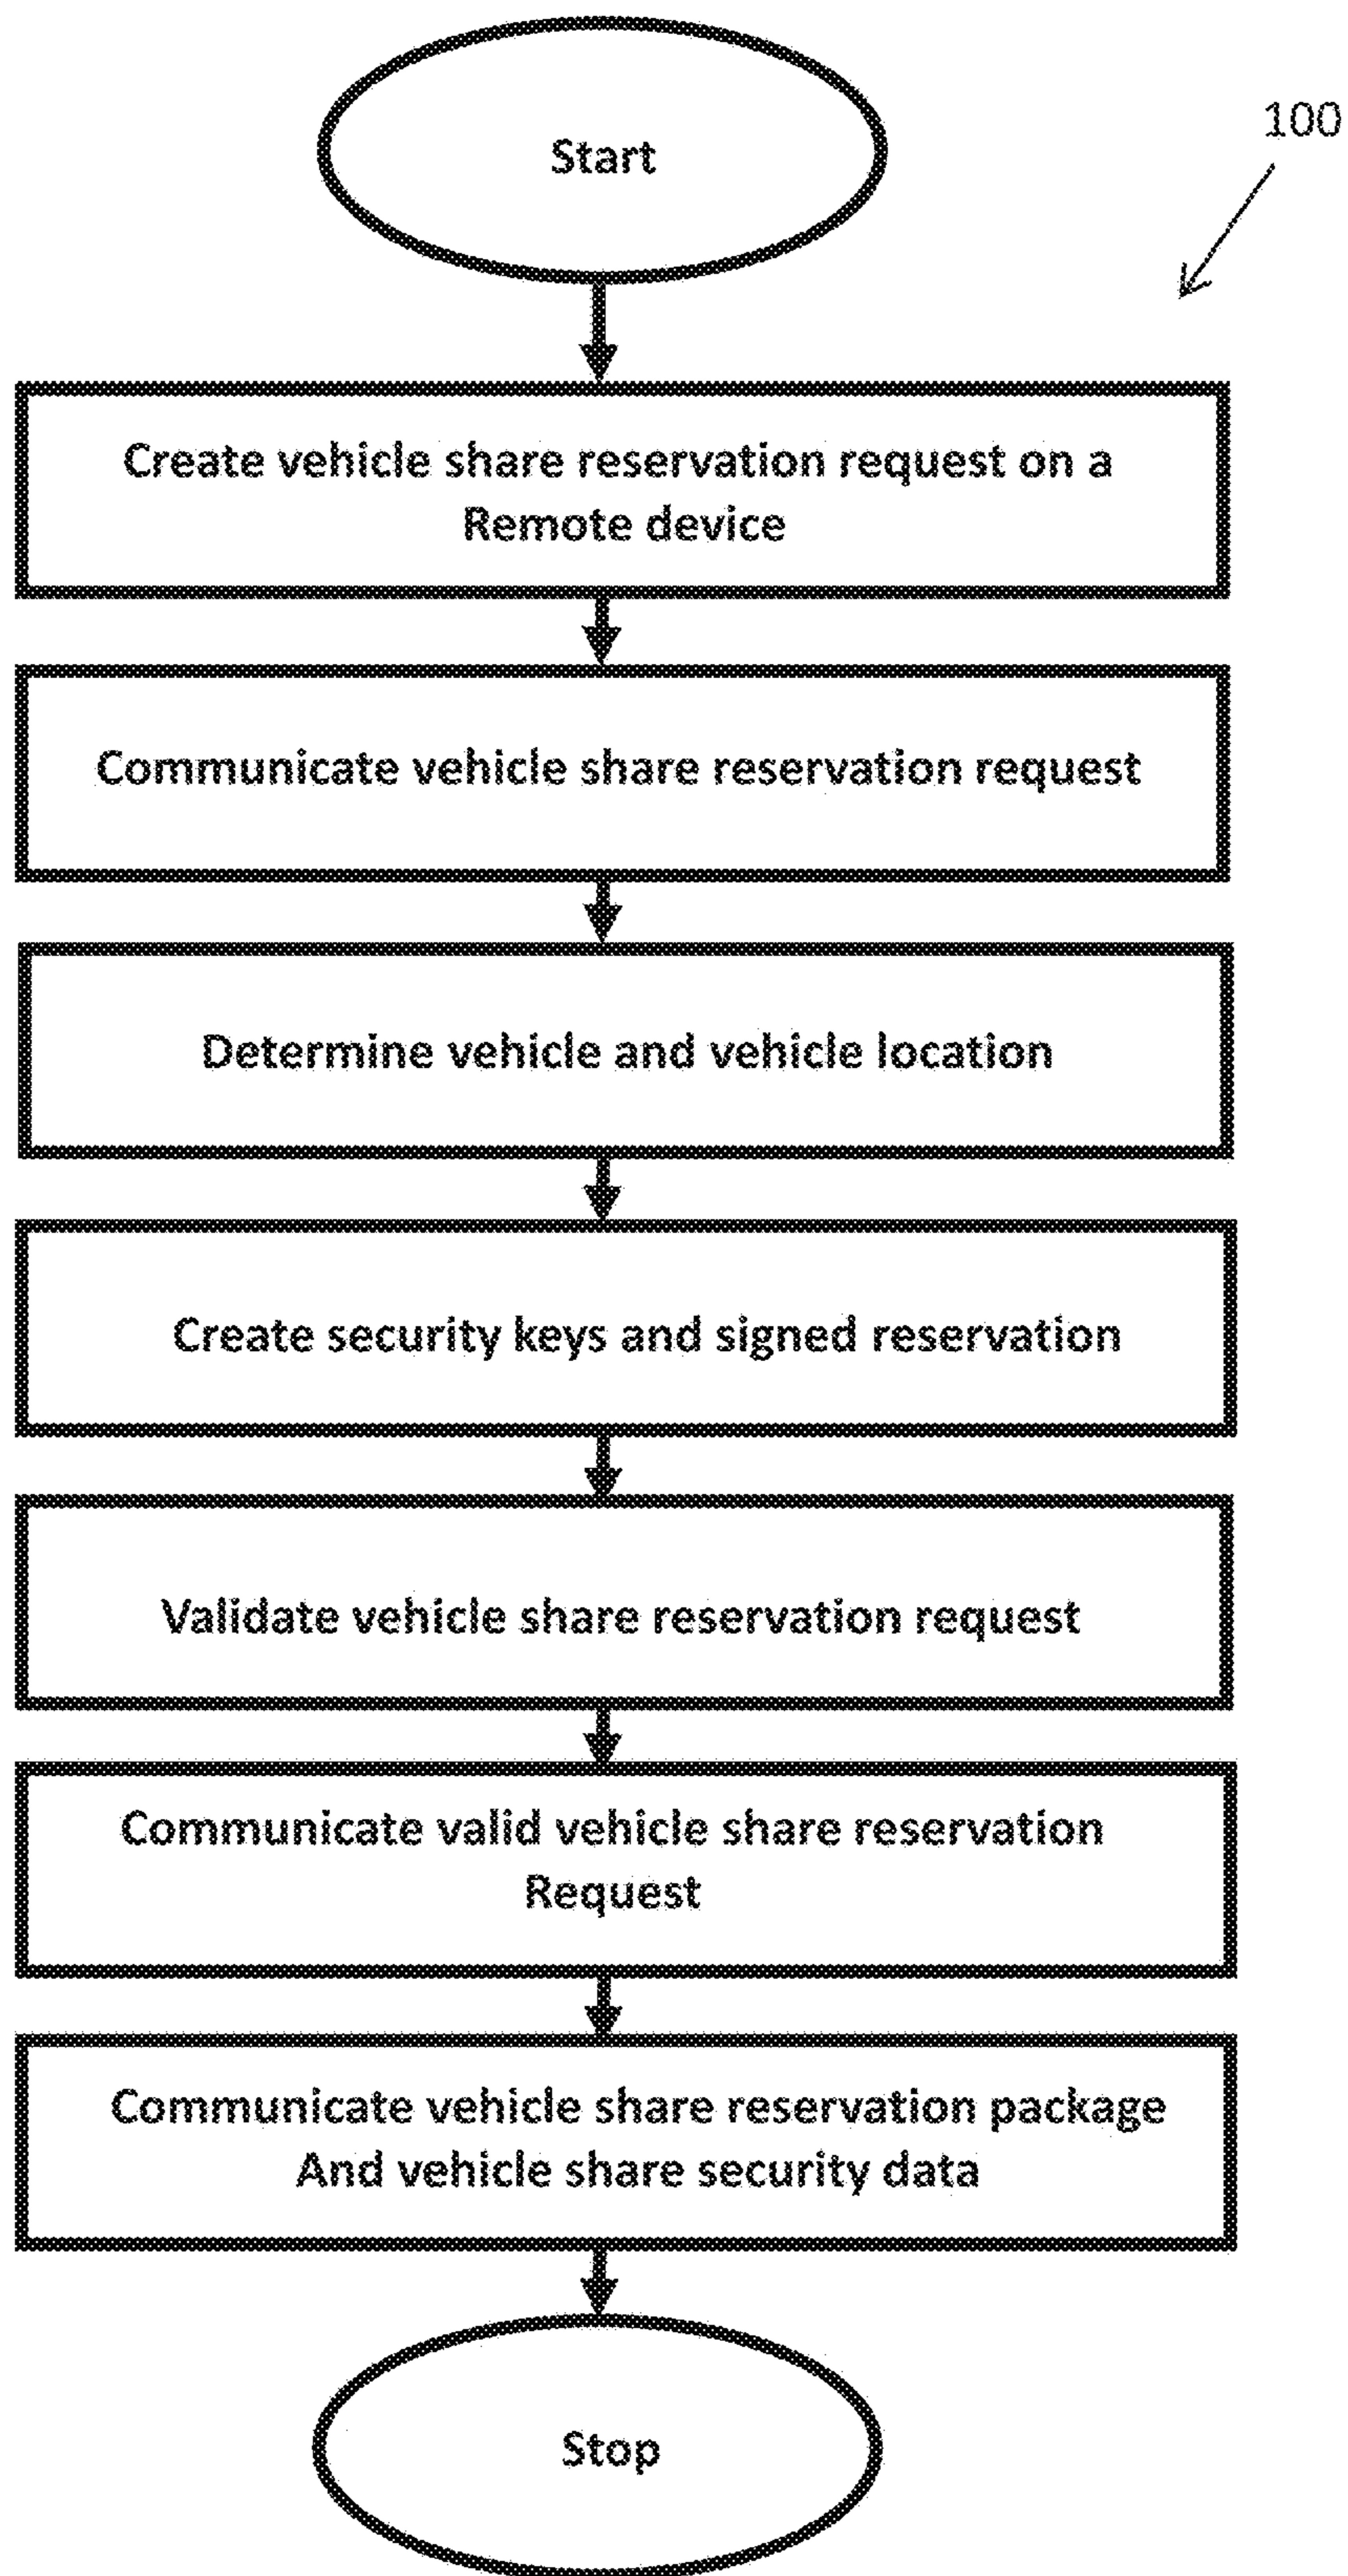 Start
100
Create vehicle share reservation request on a
Remote device
Communicate vehicle share reservation request
Determine vehicle and vehicle location
Create security keys and signed reservation
Validate vehicle share reservation request
Communicate valid vehicle share reservation
Request
Communicate vehicle share reservation package
And vehicle share security data
Stop